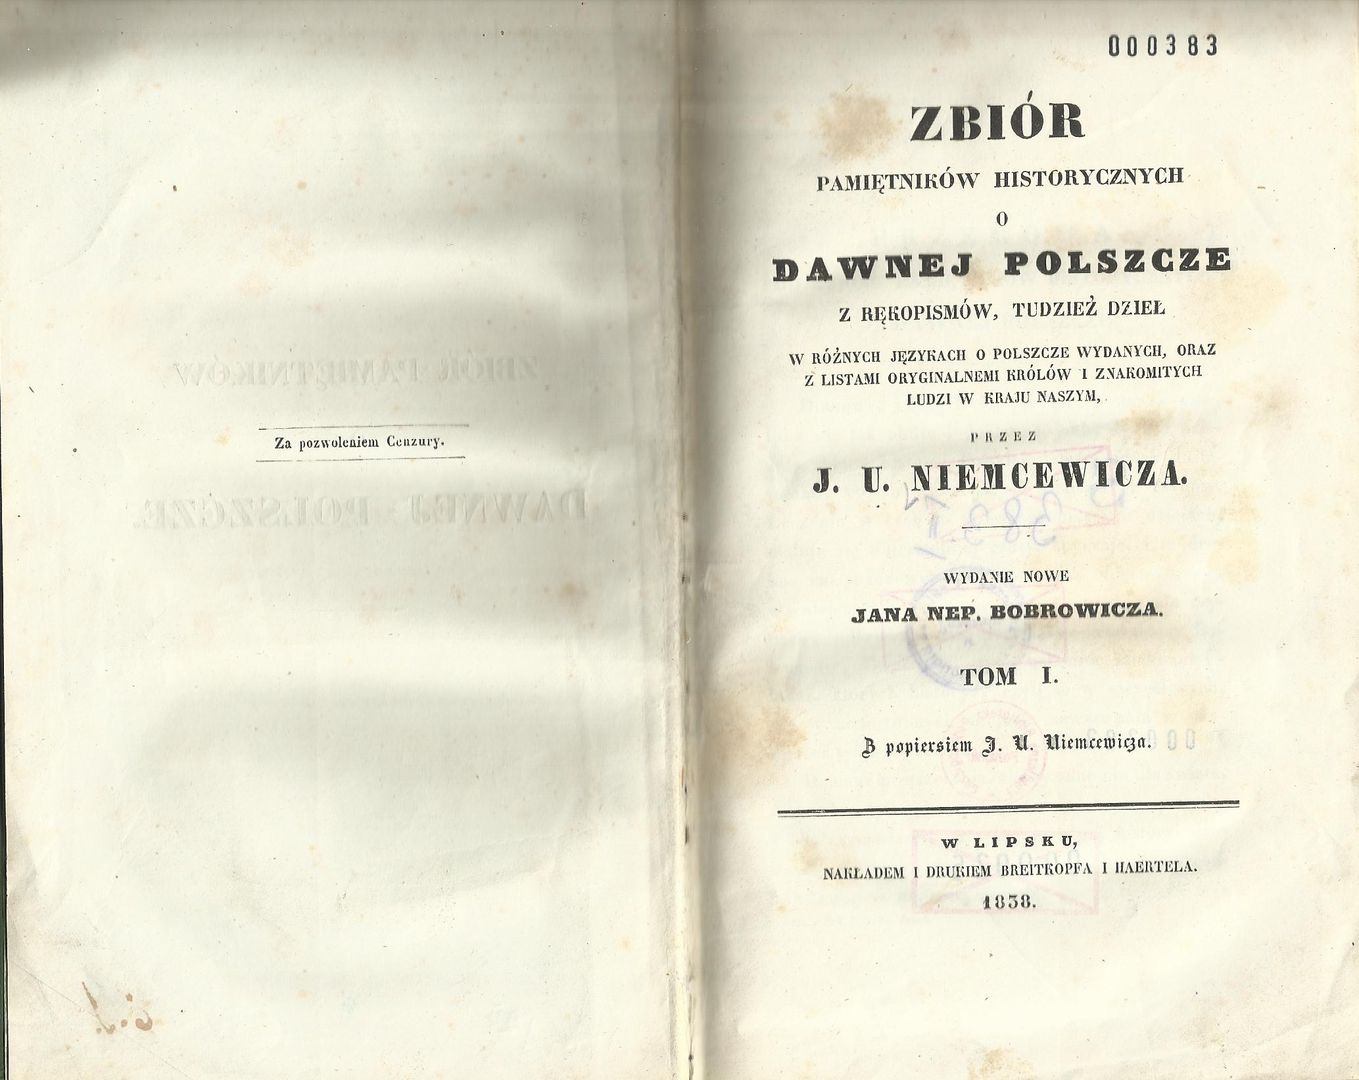 Za pozwoleniem Cenzury.
000383
ZBIÓR
PAMIĘTNIKÓW HISTORYCZNYCH
O
DAWNEJ POLSZCZE
Z RĘKOPISMÓW, TUDZIEŻ DZIEŁ
W RÓŻNYCH JĘZYKACH O POLSZCZE WYDANYCH, ORAZ
Z LISTAMI ORYGINALNEMI KRÓLÓW I ZNAKOMITYCH
LUDZI W KRAJU NASZYM,
PRZEZ
J. U. NIEMCEWICZA.
WYDANIE NOWE
JANA NEP. BOBROWICZA.
TOM I.
Z popiersiem J. U. Niemcewicza.
W LIPSKU,
NAKŁADEM I DRUKIEM BREITKOPFA I HAERTELA.
1838.